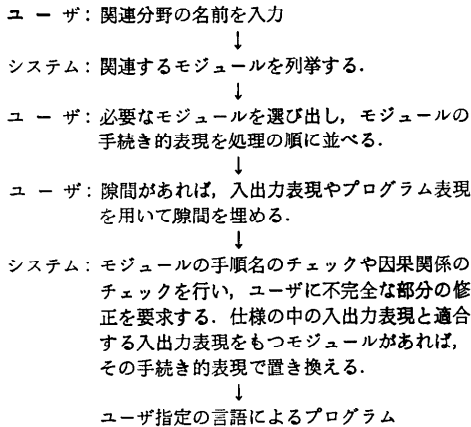 ユーザ：関連分野の名前を入力
↓
システム：関連するモジュールを列挙する．
↓
ユーザ：必要なモジュールを選び出し，モジュールの
手続き的表現を処理の順に並べる．
↓
ユーザ：隙間があれば，入出力表現やプログラム表現
を用いて隙間を埋める．
↓
システム：モジュールの手順名のチェックや因果関係の
チェックを行い，ユーザに不完全な部分の修
正を要求する．仕様の中の入出力表現と適合
する入出力表現をもつモジュールがあれば，
その手続き的表現で置き換える．
↓
ユーザ指定の言語によるプログラム